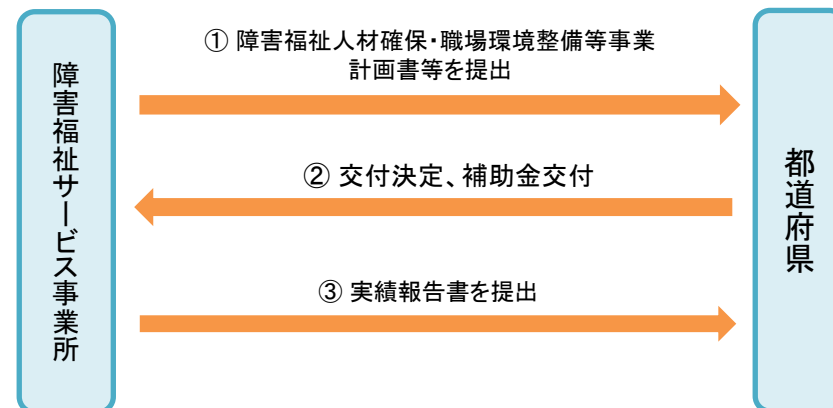 障害福祉サービス事業所
① 障害福祉人材確保・職場環境整備等事業
計画書等を提出
② 交付決定、補助金交付
③ 実績報告書を提出
都道府県